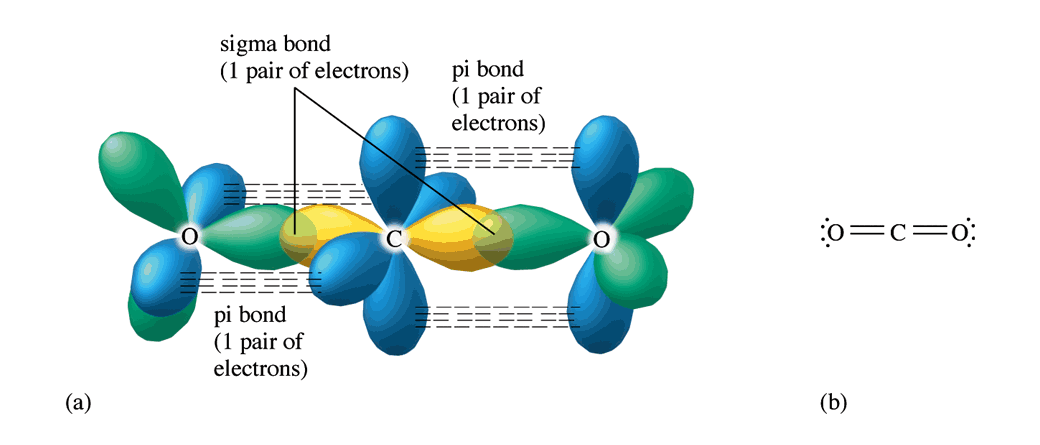 sigma bond
(1 pair of electrons)
pi bond
(1 pair of
electrons)
O
C
O
pi bond
(1 pair of
electrons)
(a)
:Ö=C=Ö:
(b)